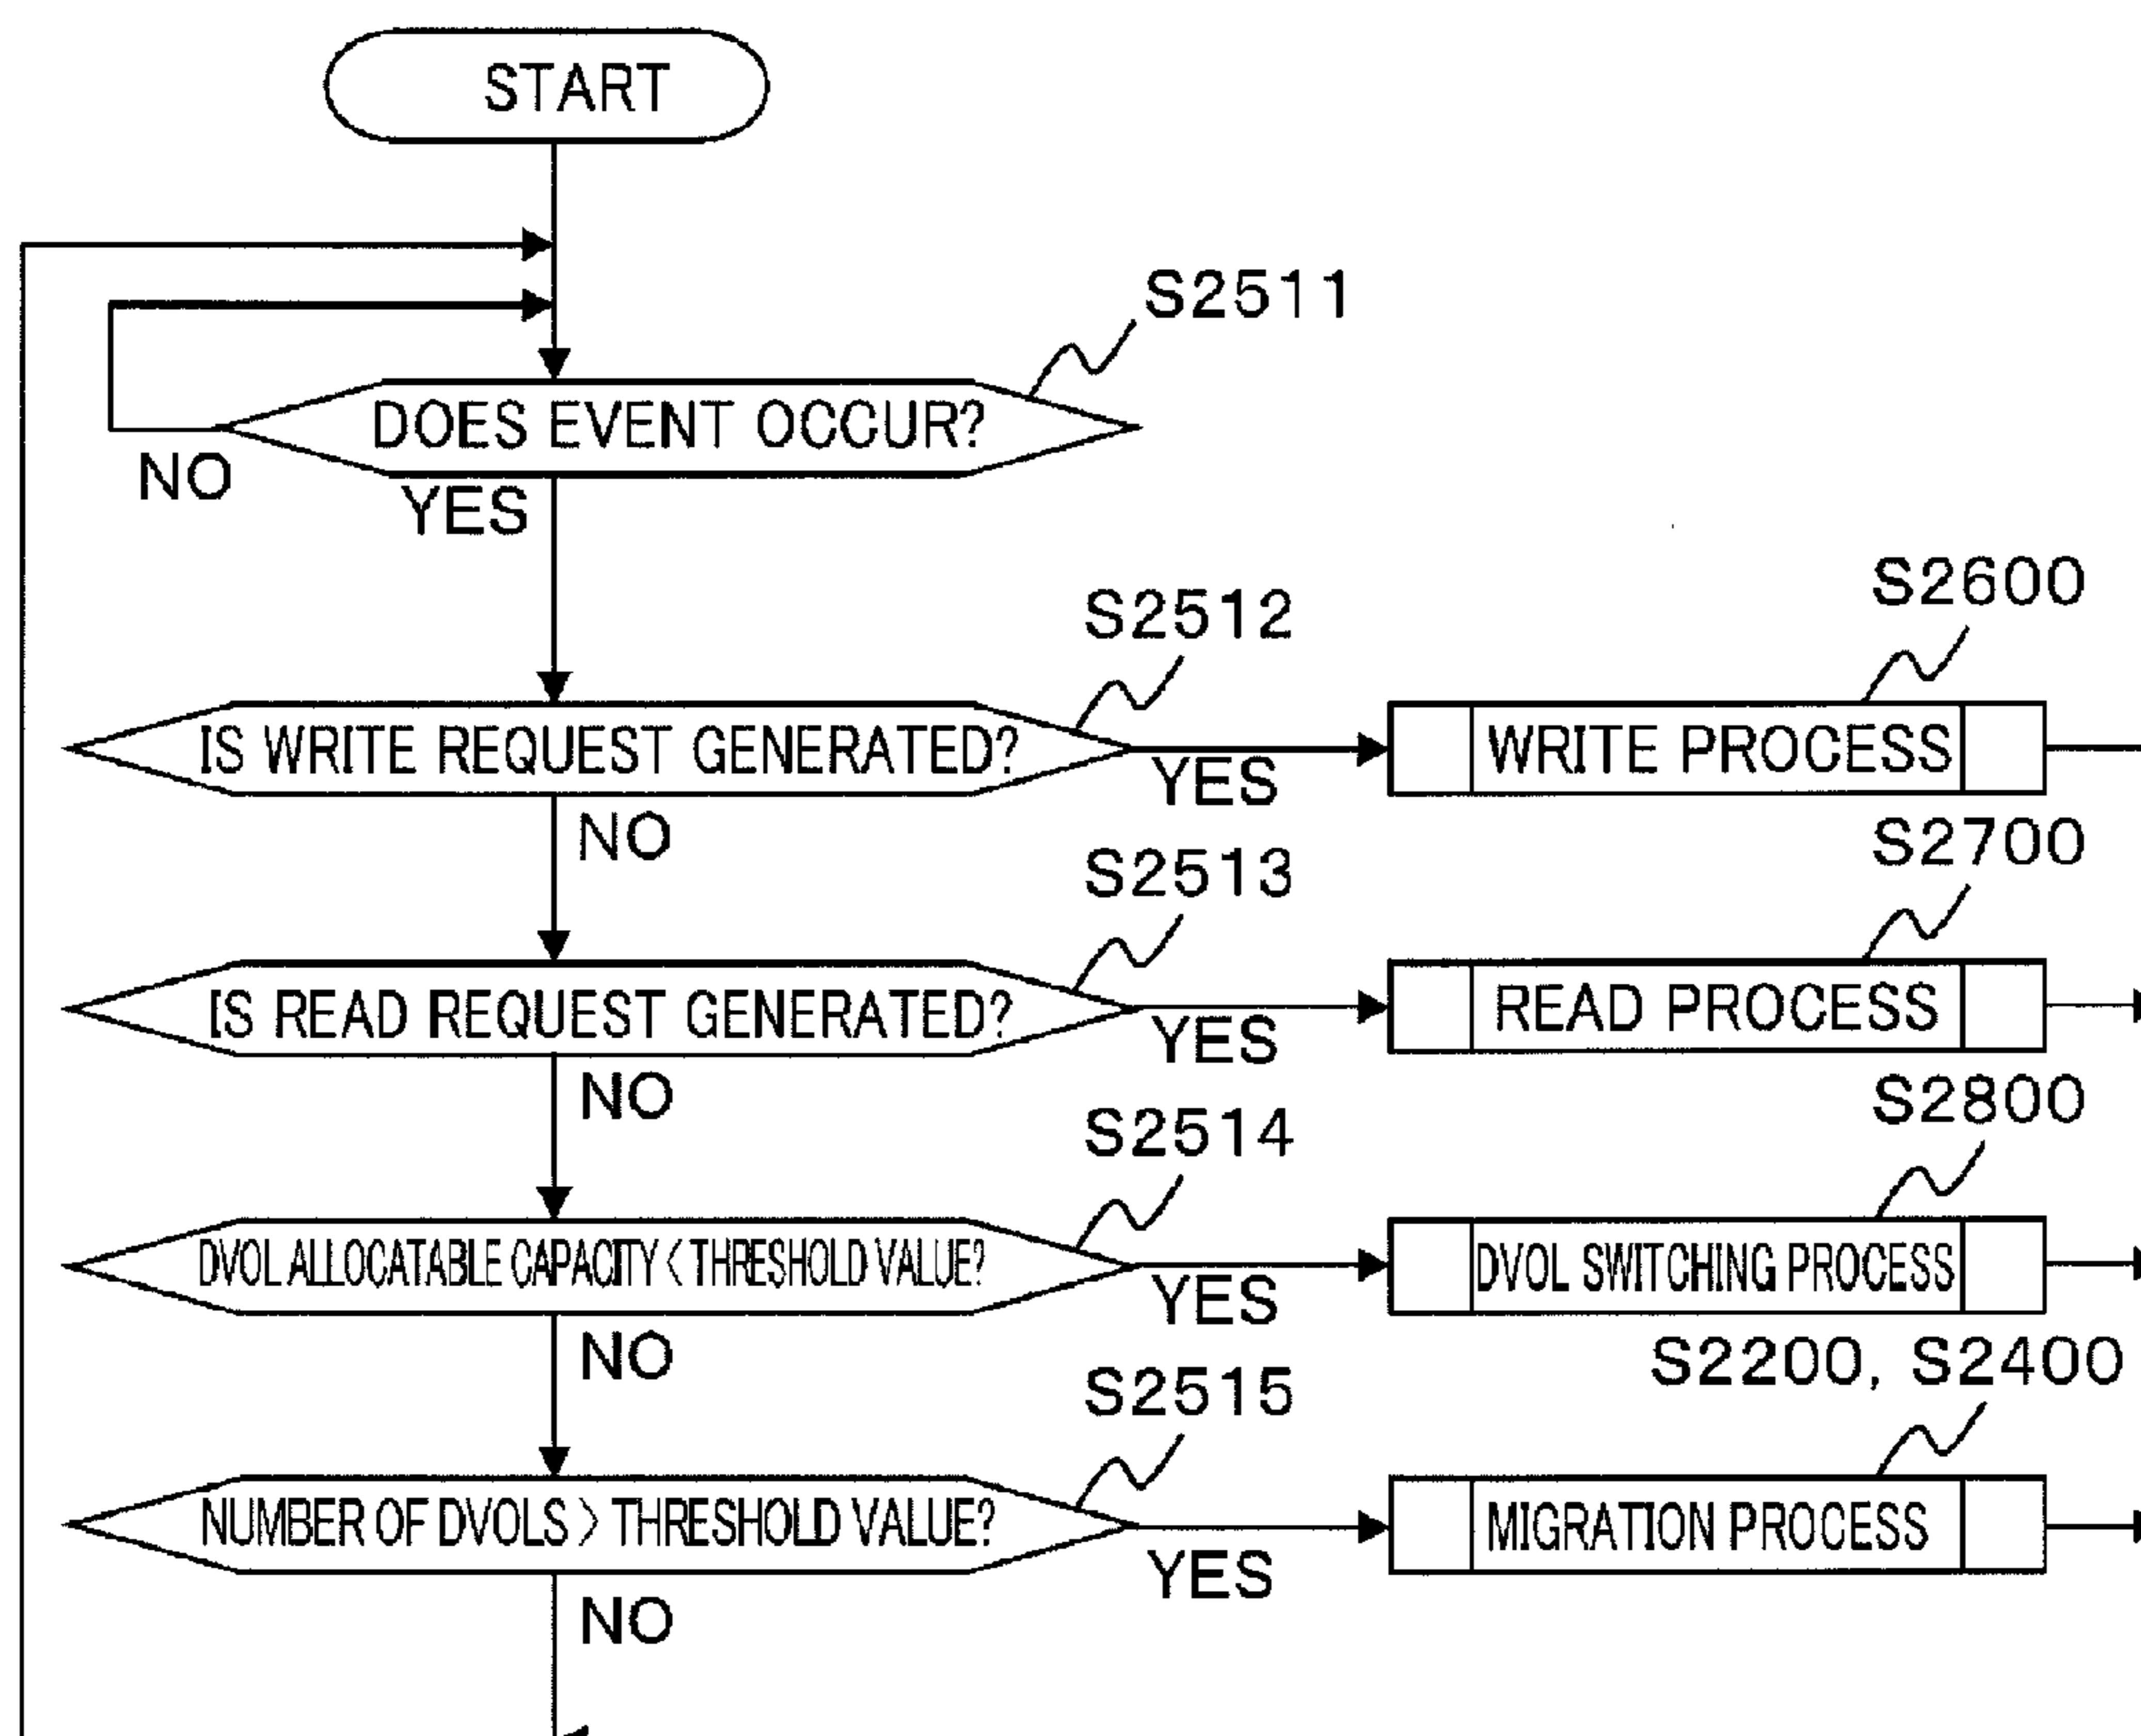 START
S2511
DOES EVENT OCCUR?
NO
YES
S2600
S2512
IS WRITE REQUEST GENERATED?
YES
WRITE PROCESS
NO
S2700
S2513
IS READ REQUEST GENERATED?
YES
READ PROCESS
NO
S2800
S2514
DVOL ALLOCATABLE CAPACITY < THRESHOLD VALUE?
YES
DVOL SWITCHING PROCESS
NO
S2200, S2400
S2515
NUMBER OF DVOLS > THRESHOLD VALUE?
YES
MIGRATION PROCESS
NO